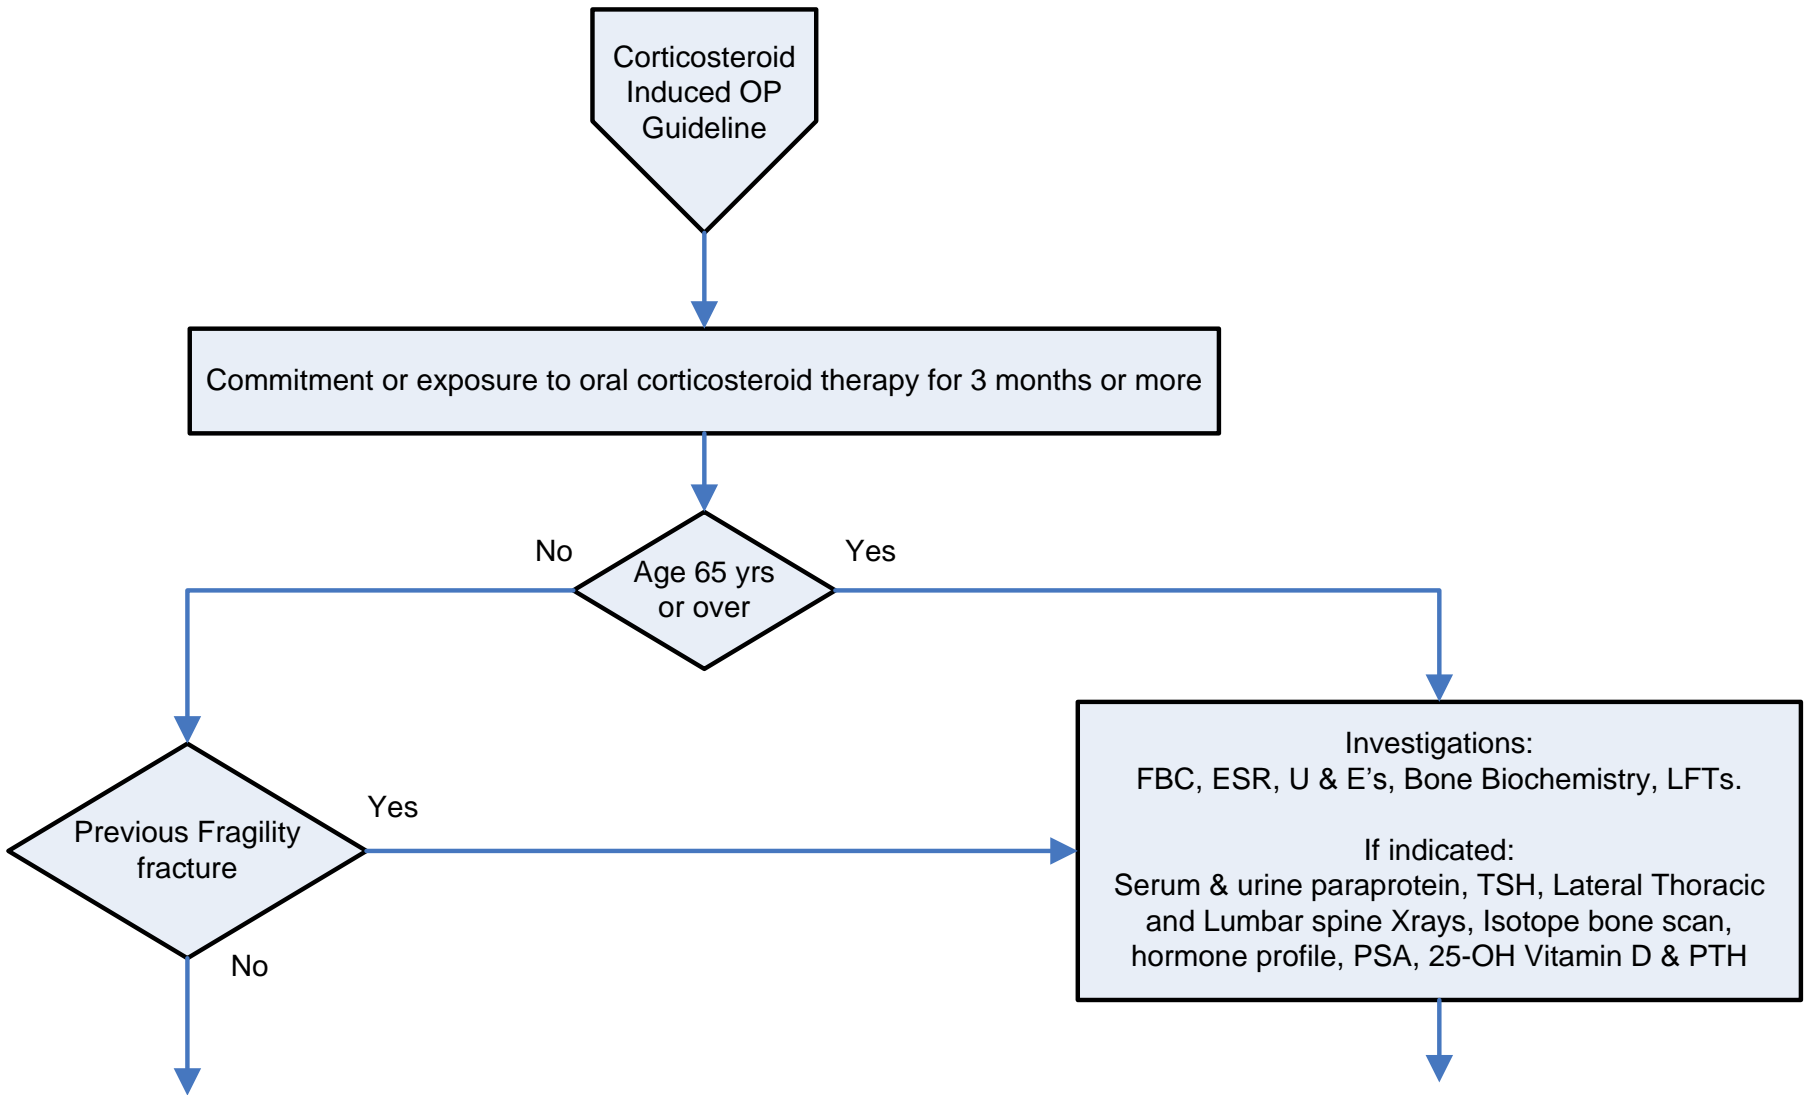 Corticosteroid
Induced OP
Guideline
Commitment or exposure to oral corticosteroid therapy for 3 months or more
No
Yes
Age 65 yrs
or over
Previous Fragility
fracture
Yes
No
Investigations:
FBC, ESR, U & E’s, Bone Biochemistry, LFTs.
If indicated:
Serum & urine paraprotein, TSH, Lateral Thoracic
and Lumbar spine Xrays, Isotope bone scan,
hormone profile, PSA, 25-OH Vitamin D & PTH